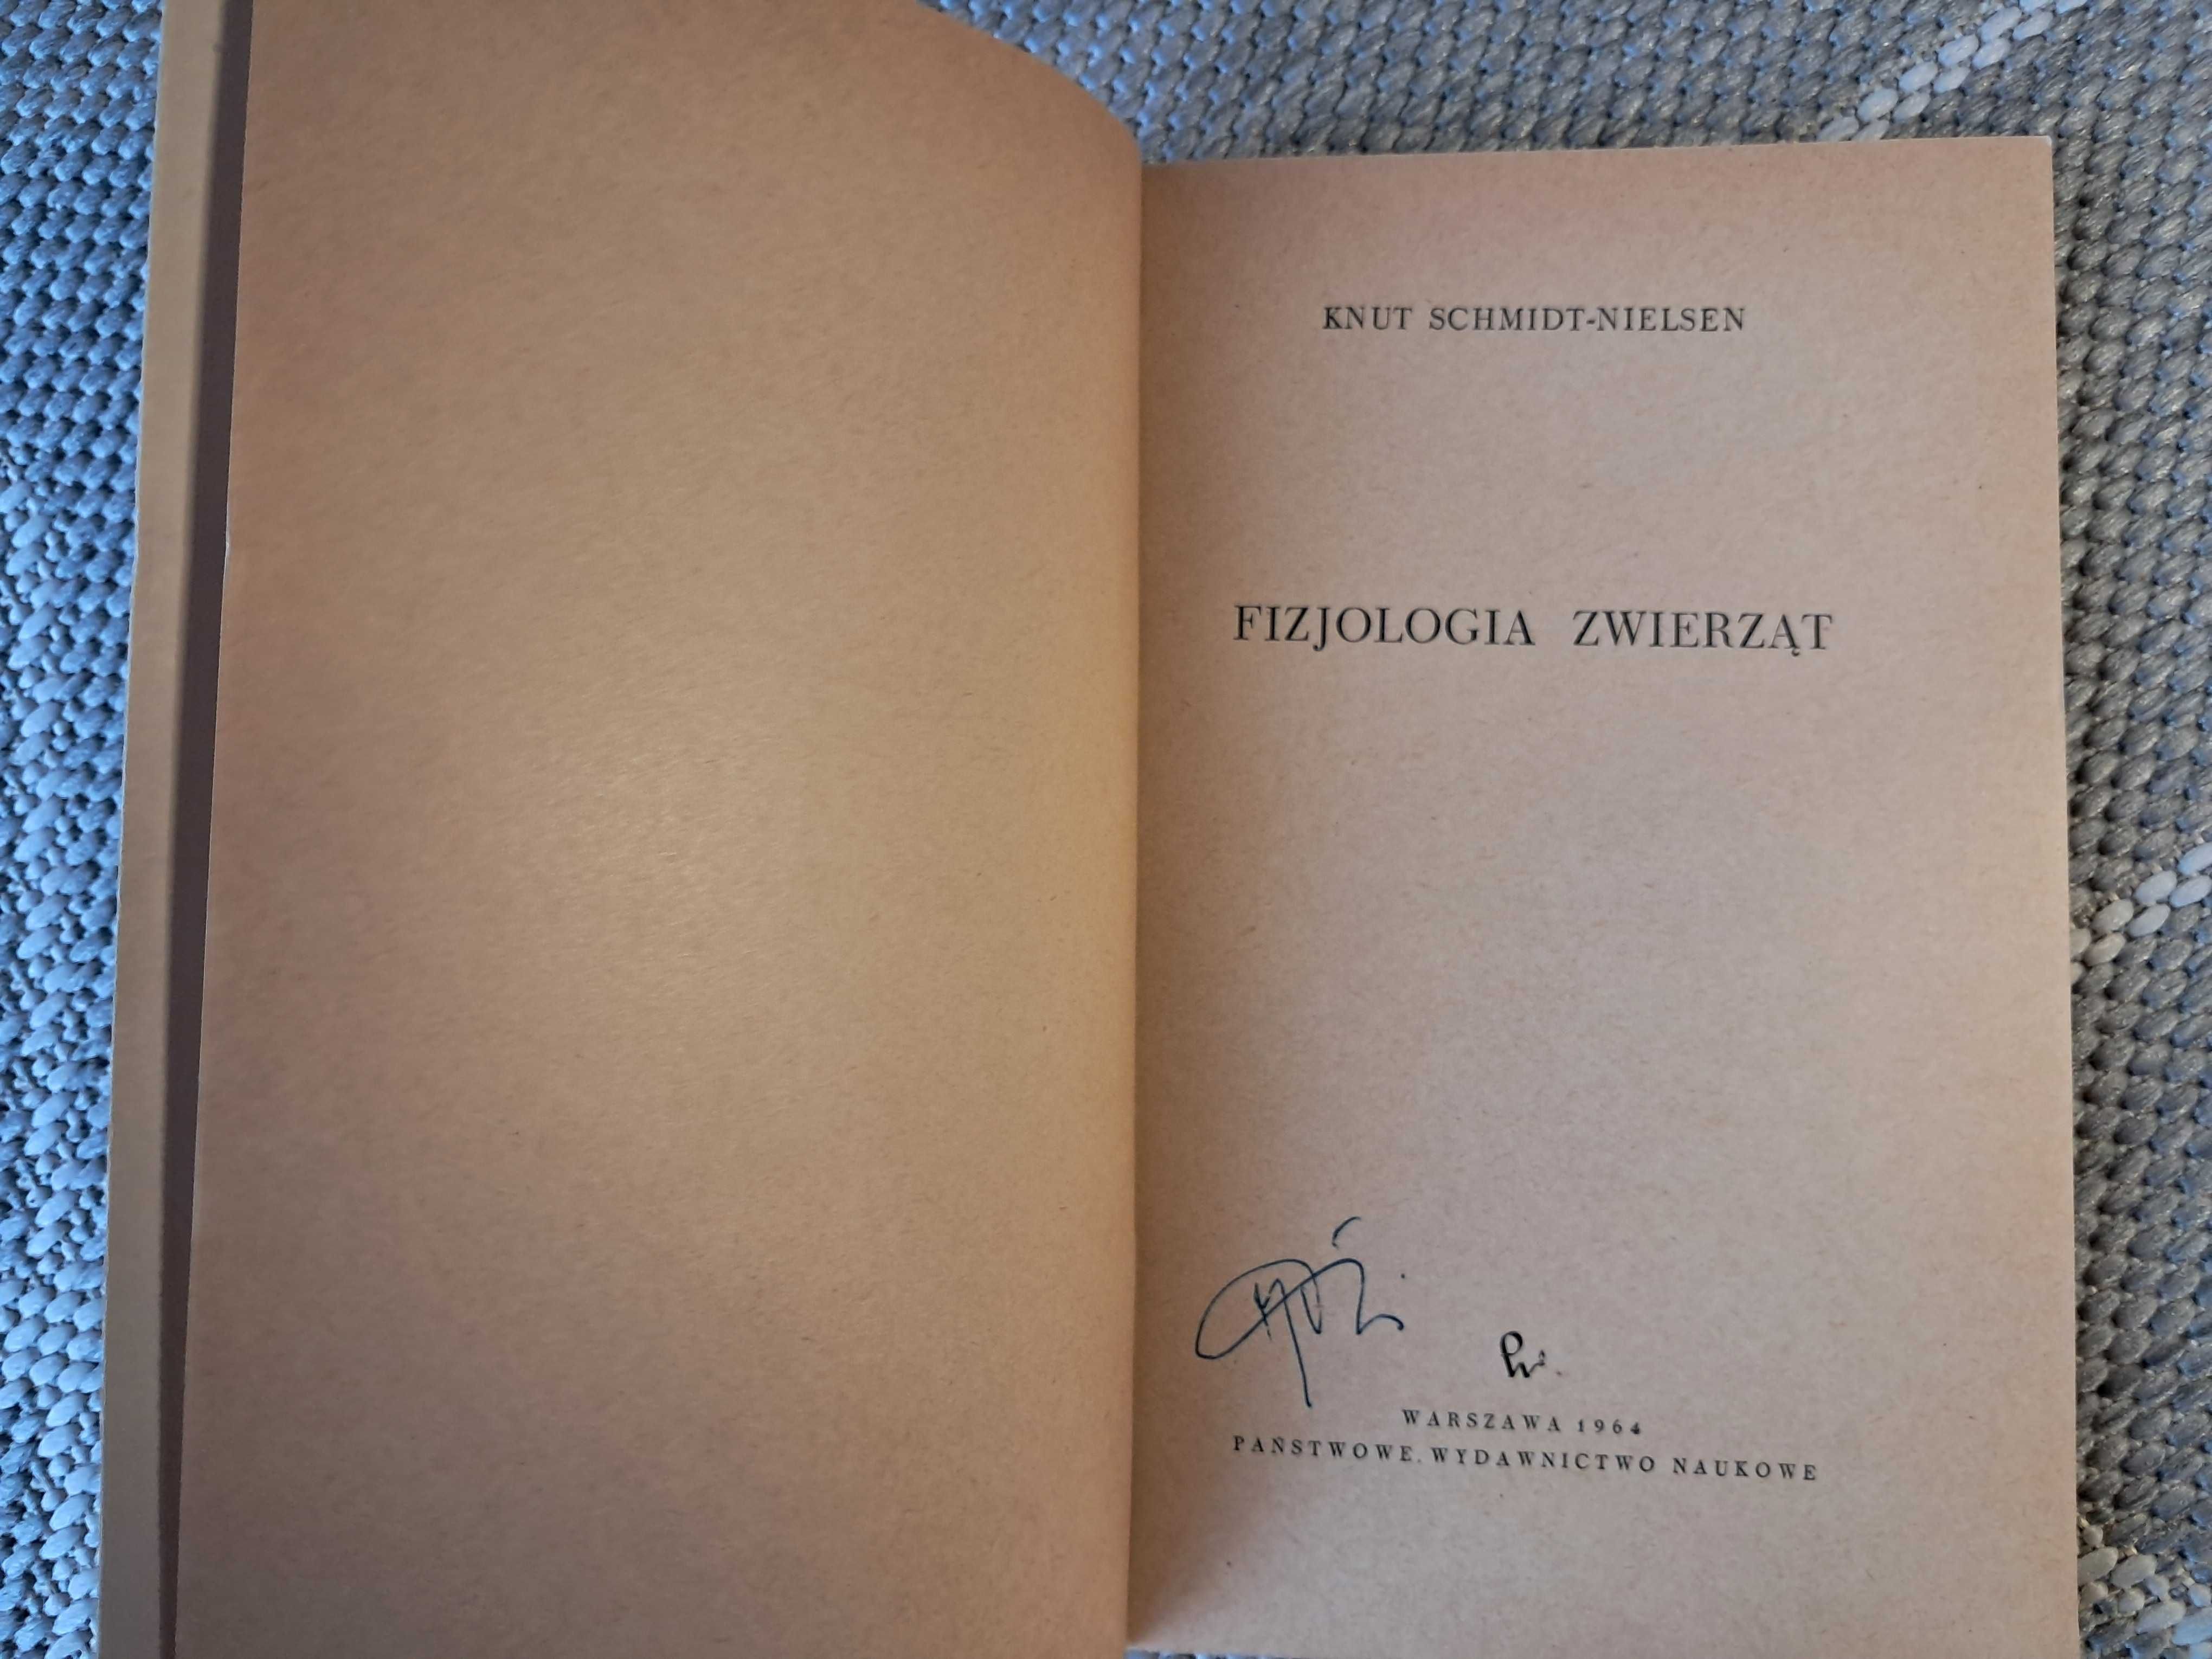 KNUT SCHMIDT-NIELSEN
FIZJOLOGIA ZWIERZĄT
WARSZAWA 1964
PAŃSTWOWE WYDAWNICTWO NAUKOWE